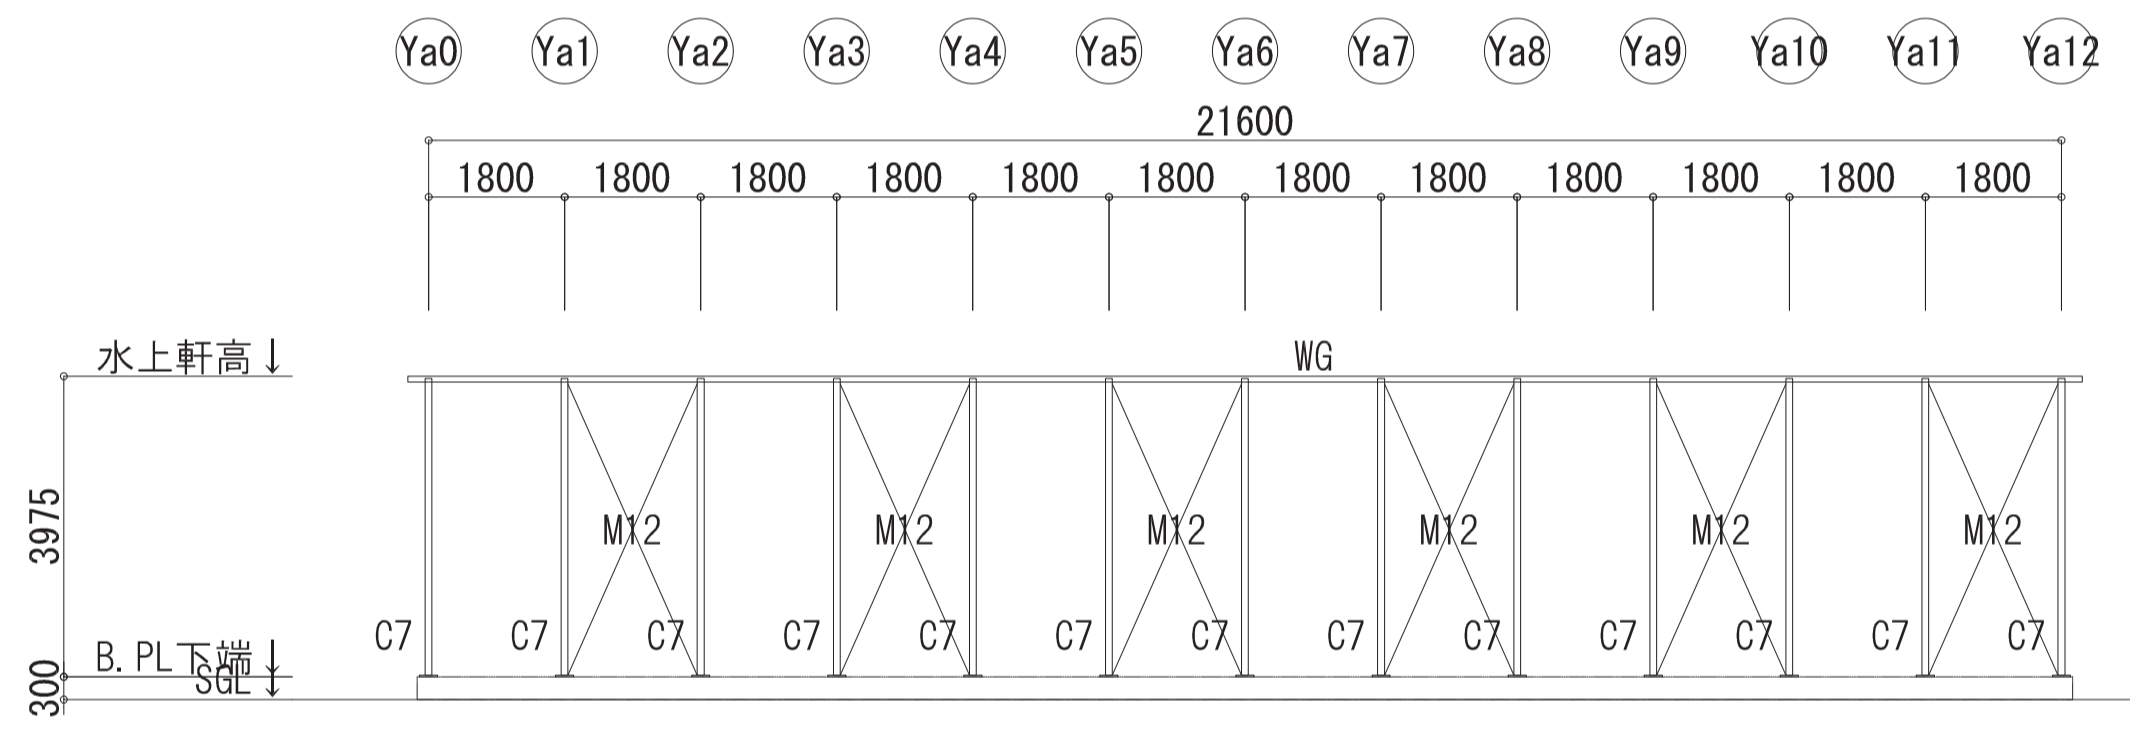 Ya0 Ya1 Ya2 Ya3 Ya4 Ya5 Ya6 Ya7 Ya8 Ya9 Ya10 Ya11 Ya12
21600
1800 1800 1800 1800 1800 1800 1800 1800 1800 1800 1800 1800
水上軒高↓
WG
3975
M12 M12 M12 M12 M12 M12
C7 C7 C7 C7 C7 C7 C7 C7 C7 C7 C7 C7 C7
B.PL下端↓
SGL↓
300